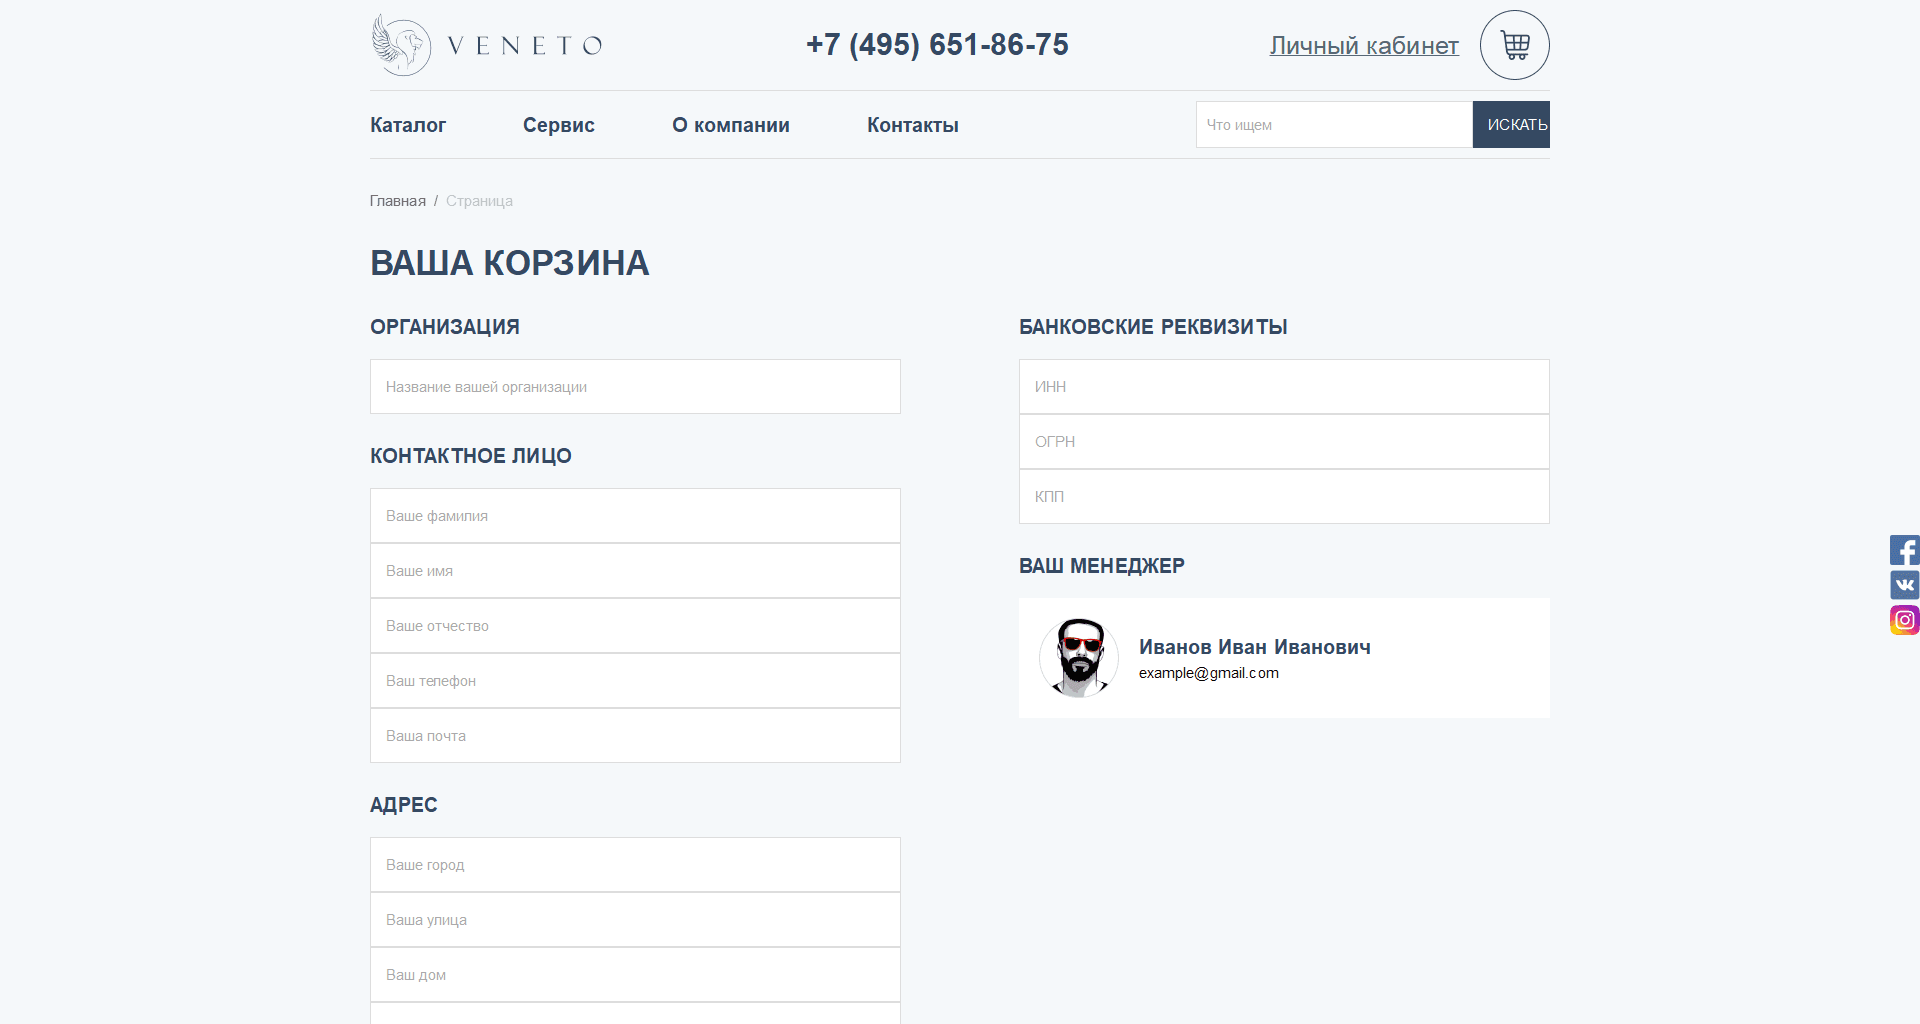 VENETO
+7 (495) 651-86-75
Личный кабинет
Каталог
Сервис
О компании
Контакты
Что ищем
ИСКАТЬ
Главная / Страница
ВАША КОРЗИНА
ОРГАНИЗАЦИЯ
Название вашей организации
КОНТАКТНОЕ ЛИЦО
Ваше фамилия
Ваше имя
Ваше отчество
Ваш телефон
Ваша почта
АДРЕС
Ваше город
Ваша улица
Ваш дом
БАНКОВСКИЕ РЕКВИЗИТЫ
ИНН
ОГРН
КПП
ВАШ МЕНЕДЖЕР
Иванов Иван Иванович
example@gmail.com